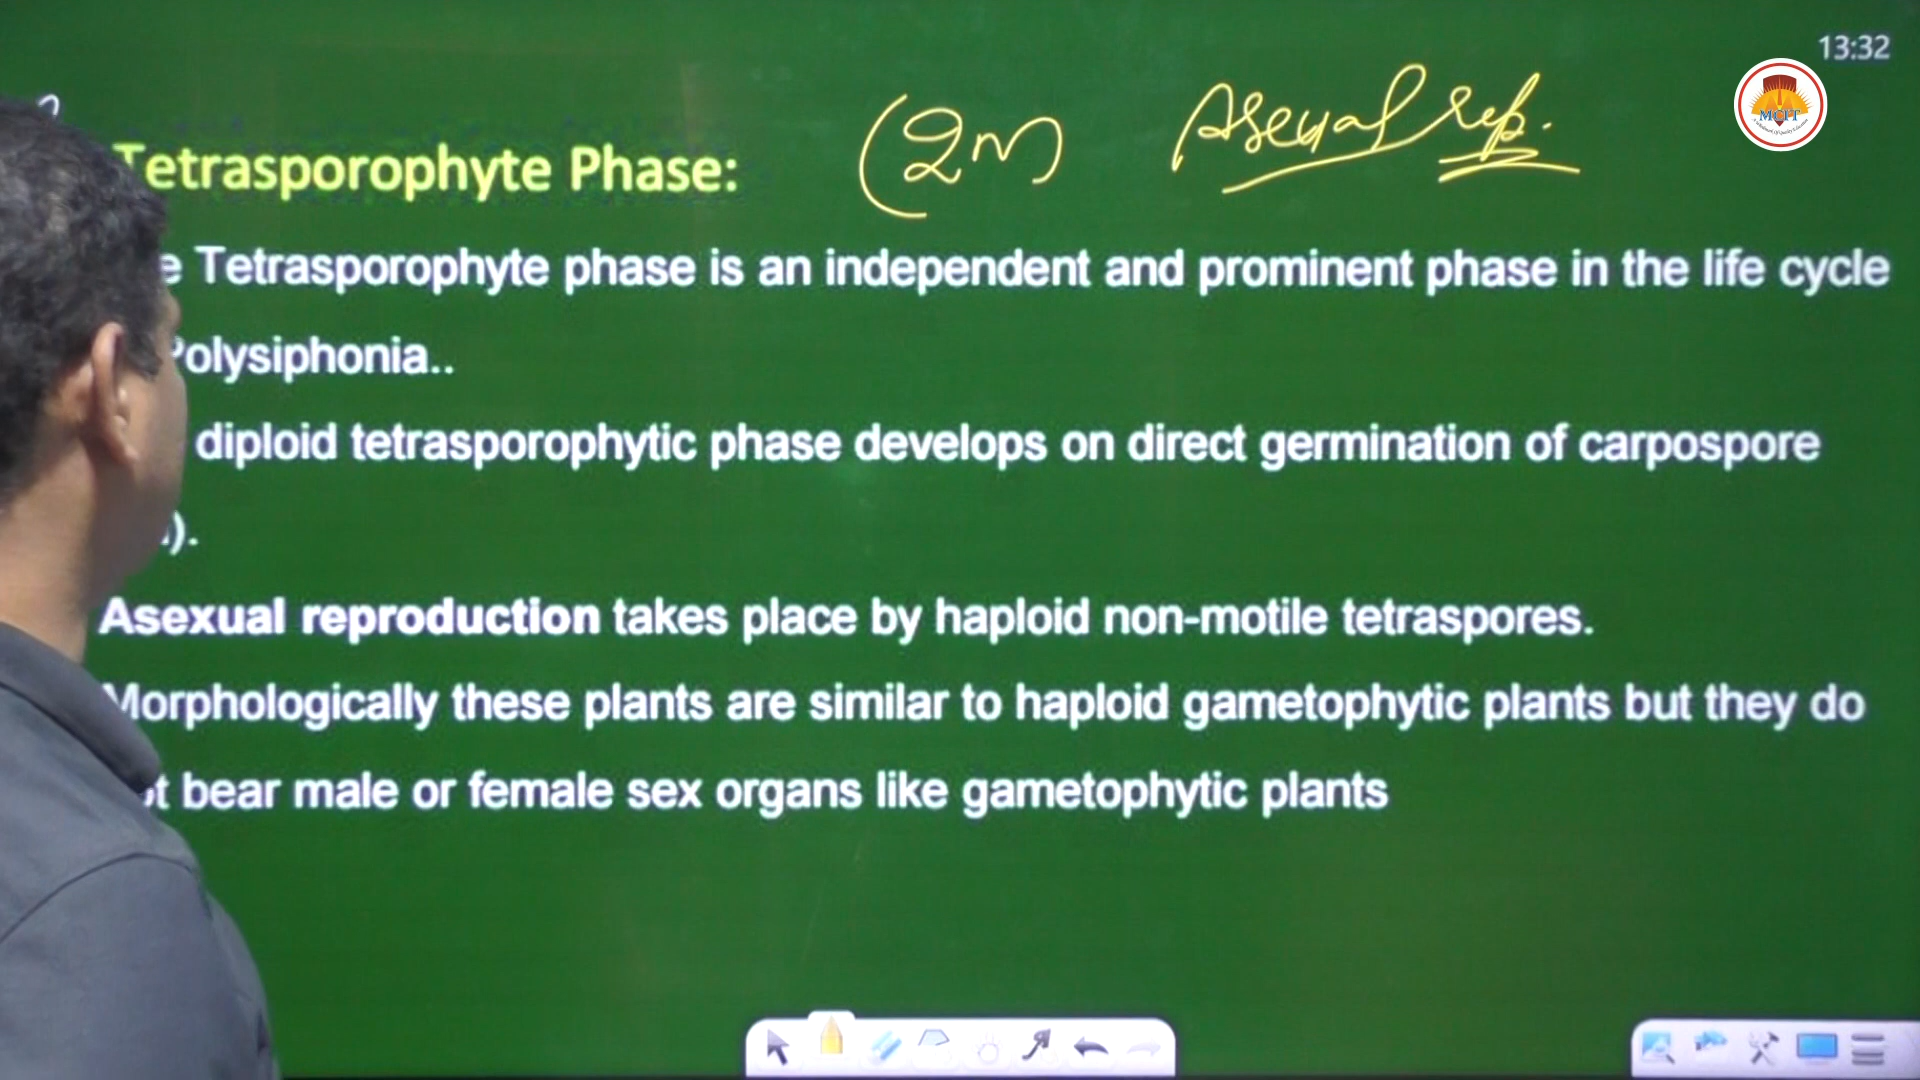 13:32
MCIT
Tetrasporophyte Phase: (2n) Asexual rep.
e Tetrasporophyte phase is an independent and prominent phase in the life cycle
Polysiphonia..
diploid tetrasporophytic phase develops on direct germination of carpospore
).
Asexual reproduction takes place by haploid non-motile tetraspores.
Morphologically these plants are similar to haploid gametophytic plants but they do
ot bear male or female sex organs like gametophytic plants